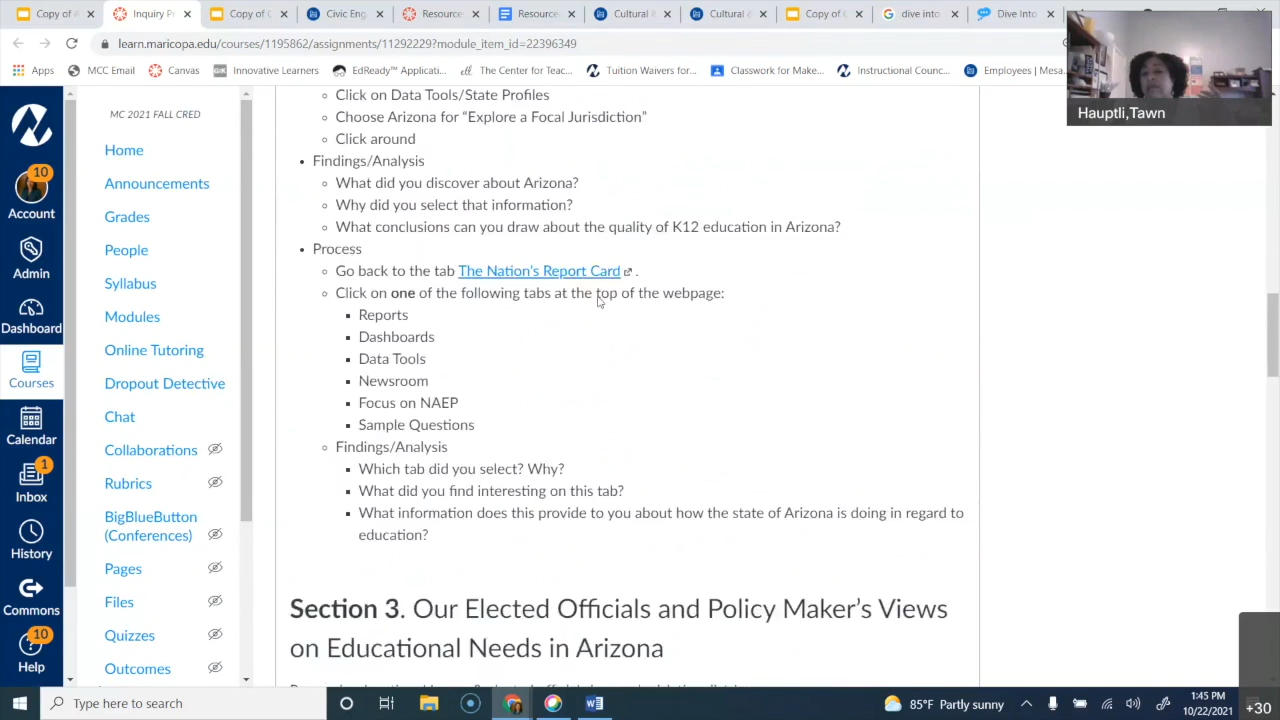 Copy of C
Inquiry Pr
Copy of C
Civic Eng
Resource
Resource
Cultural
Cultural &
Copy of C
dive into
Dive Into
learn.maricopa.edu/courses/1195862/assignments/11292229?module_item_id=22396349
Apps
MCC Email
Canvas
Innovative Learners
EdReady™ Applicati...
The Center for Teac...
Tuition Waivers for...
Classwork for Make...
Instructional Counc...
Employees | Mesa...
Hauptli,Tawn
10
Account
Admin
Dashboard
Courses
Calendar
1
Inbox
History
Commons
10
Help
MC 2021 FALL CRED
Home
Announcements
Grades
People
Syllabus
Modules
Online Tutoring
Dropout Detective
Chat
Collaborations
Rubrics
BigBlueButton
(Conferences)
Pages
Files
Quizzes
Outcomes
Click on Data Tools/State Profiles
Choose Arizona for “Explore a Focal Jurisdiction”
Click around
Findings/Analysis
What did you discover about Arizona?
Why did you select that information?
What conclusions can you draw about the quality of K12 education in Arizona?
Process
Go back to the tab The Nation’s Report Card .
Click on one of the following tabs at the top of the webpage:
Reports
Dashboards
Data Tools
Newsroom
Focus on NAEP
Sample Questions
Findings/Analysis
Which tab did you select? Why?
What did you find interesting on this tab?
What information does this provide to you about how the state of Arizona is doing in regard to
education?
Section 3. Our Elected Officials and Policy Maker’s Views
on Educational Needs in Arizona
Type here to search
85°F Partly sunny
1:45 PM
10/22/2021
+30